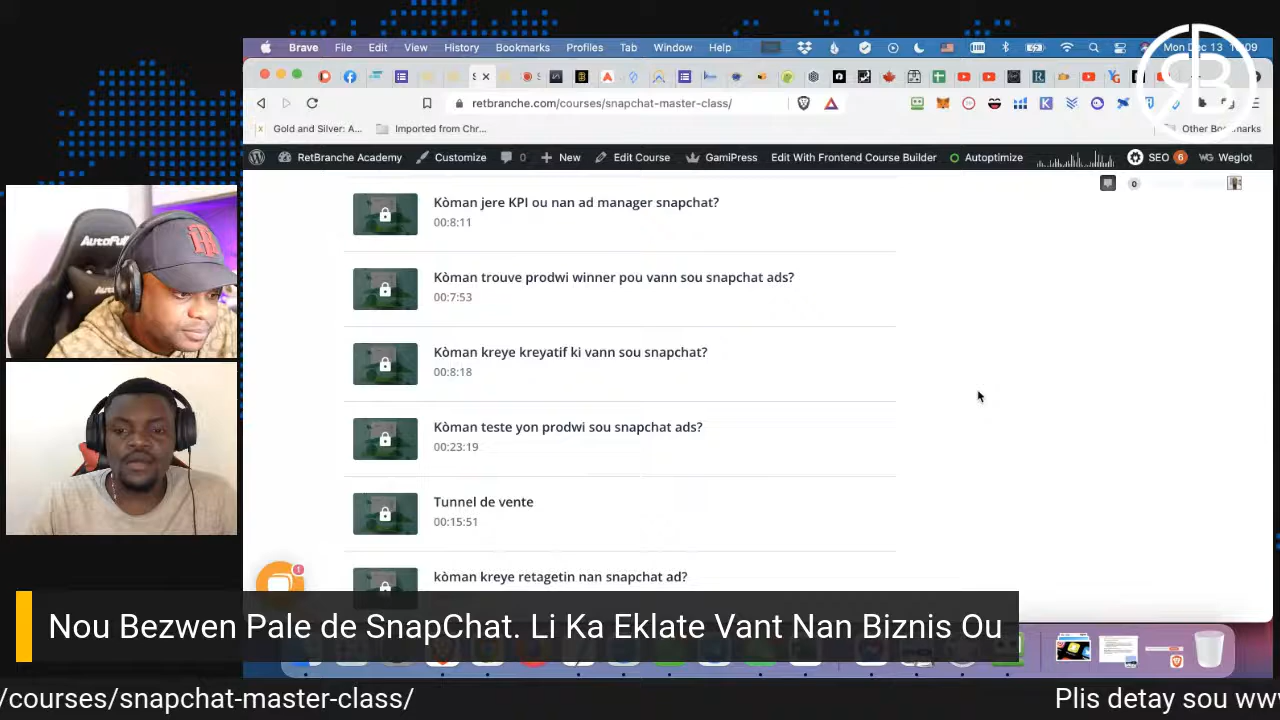 Brave File Edit View History Bookmarks Profiles Tab Window Help
Mon Dec 13
retbranche.com/courses/snapchat-master-class/
Gold and Silver: A... Imported from Chr... Other Bookmarks
RetBranche Academy Customize 0 New Edit Course GamiPress Edit With Frontend Course Builder Autoptimize SEO 6 WG Weglot
0
Kòman jere KPI ou nan ad manager snapchat?
00:8:11
Kòman trouve prodwi winner pou vann sou snapchat ads?
00:7:53
Kòman kreye kreyatif ki vann sou snapchat?
00:8:18
Kòman teste yon prodwi sou snapchat ads?
00:23:19
Tunnel de vente
00:15:51
kòman kreye retagetin nan snapchat ad?
Nou Bezwen Pale de SnapChat. Li Ka Eklate Vant Nan Biznis Ou
/courses/snapchat-master-class/
Plis detay sou www